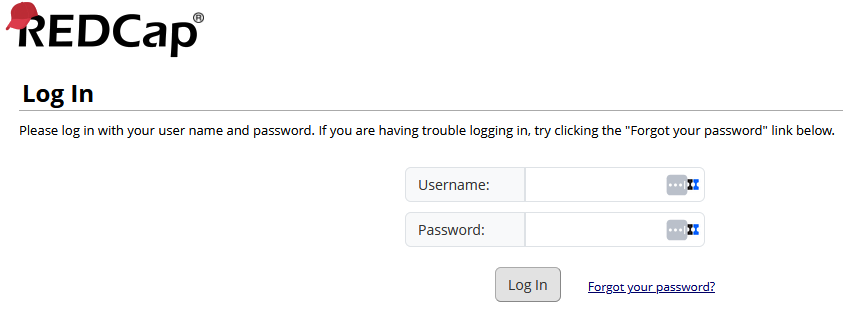 REDCap®
Log In
Please log in with your user name and password. If you are having trouble logging in, try clicking the "Forgot your password" link below.
Username:
Password:
Log In Forgot your password?